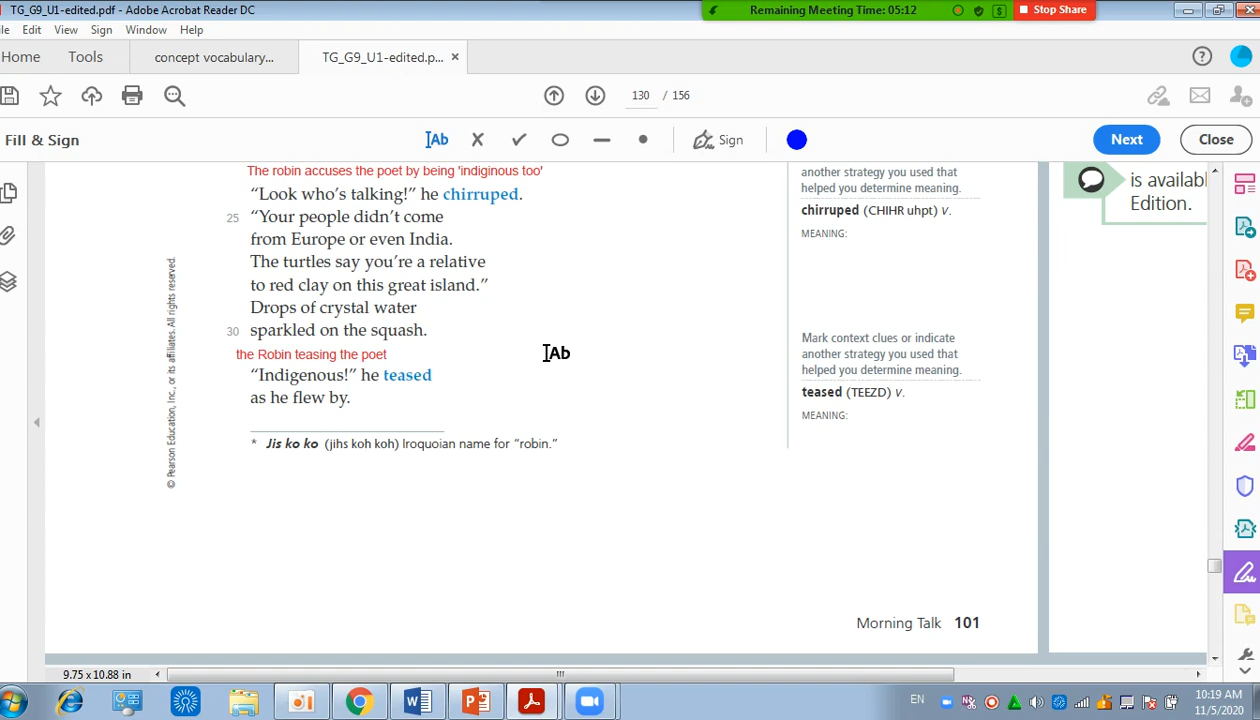 TG_G9_U1-edited.pdf - Adobe Acrobat Reader DC
Remaining Meeting Time: 05:12
Stop Share
Edit View Sign Window Help
Home Tools concept vocabulary... TG_G9_U1-edited.p...
130 / 156
Fill & Sign
Ab
Sign
Next
Close
The robin accuses the poet by being 'indiginous too'
“Look who’s talking!” he chirruped.
25 “Your people didn’t come
from Europe or even India.
The turtles say you’re a relative
to red clay on this great island.”
Drops of crystal water
30 sparkled on the squash.
the Robin teasing the poet
“Indigenous!” he teased
as he flew by.
* Jis ko ko (jihs koh koh) Iroquoian name for “robin.”
© Pearson Education, Inc., or its affiliates. All rights reserved.
Ab
another strategy you used that
helped you determine meaning.
chirruped (CHIHR uhpt) v.
MEANING:
Mark context clues or indicate
another strategy you used that
helped you determine meaning.
teased (TEEZD) v.
MEANING:
is availab
Edition.
Morning Talk 101
9.75 x 10.88 in
EN
10:19 AM
11/5/2020